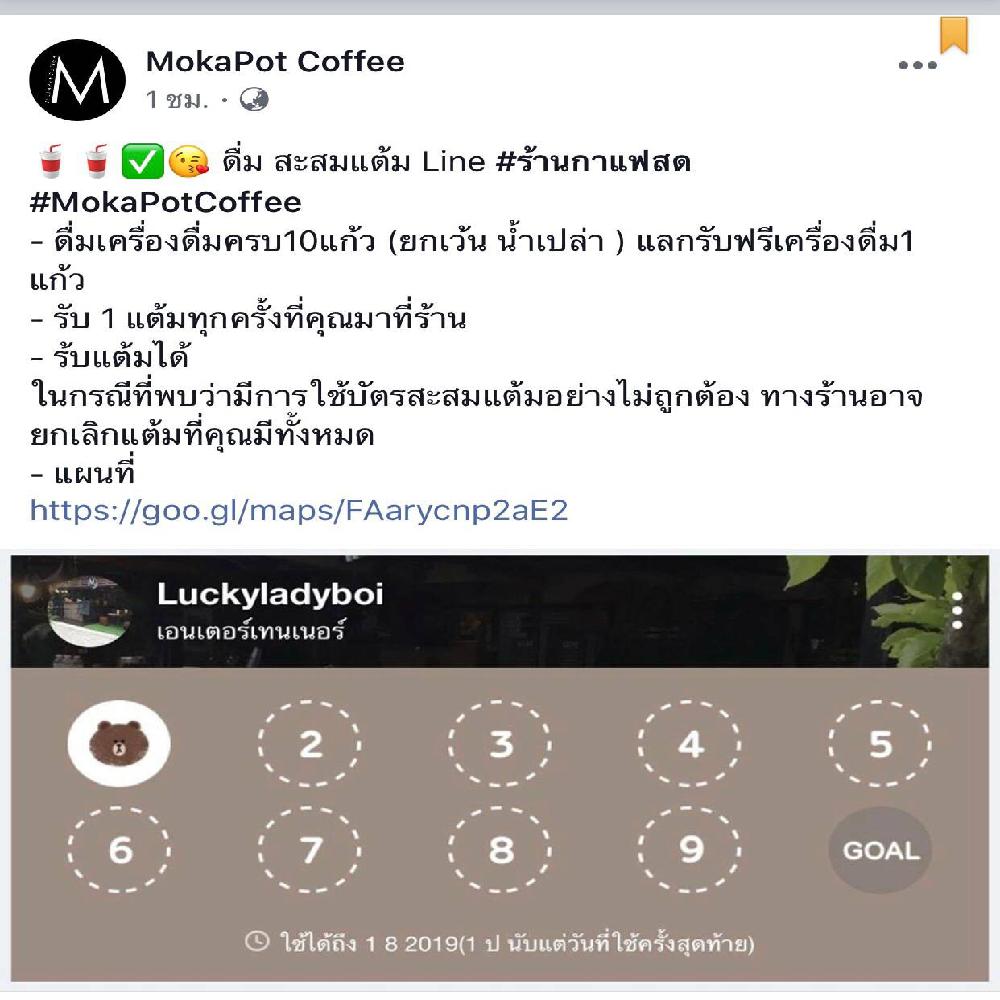 MokaPot Coffee
1 ชม. ·
ดื่ม สะสมแต้ม Line #ร้านกาแฟสด
#MokaPotCoffee
- ดื่มเครื่องดื่มครบ10แก้ว (ยกเว้น น้ำเปล่า ) แลกรับฟรีเครื่องดื่ม1
แก้ว
- รับ 1 แต้มทุกครั้งที่คุณมาที่ร้าน
- ร้บแต้มได้
ในกรณีที่พบว่ามีการใช้บัตรสะสมแต้มอย่างไม่ถูกต้อง ทางร้านอาจ
ยกเลิกแต้มที่คุณมีทั้งหมด
- แผนที่
https://goo.gl/maps/FAarycnp2aE2
Luckyladyboi
เอนเตอร์เทนเนอร์
2 3 4 5
6 7 8 9 GOAL
ใช้ได้ถึง 1 8 2019(1 ป นับแต่วันที่ใช้ครั้งสุดท้าย)